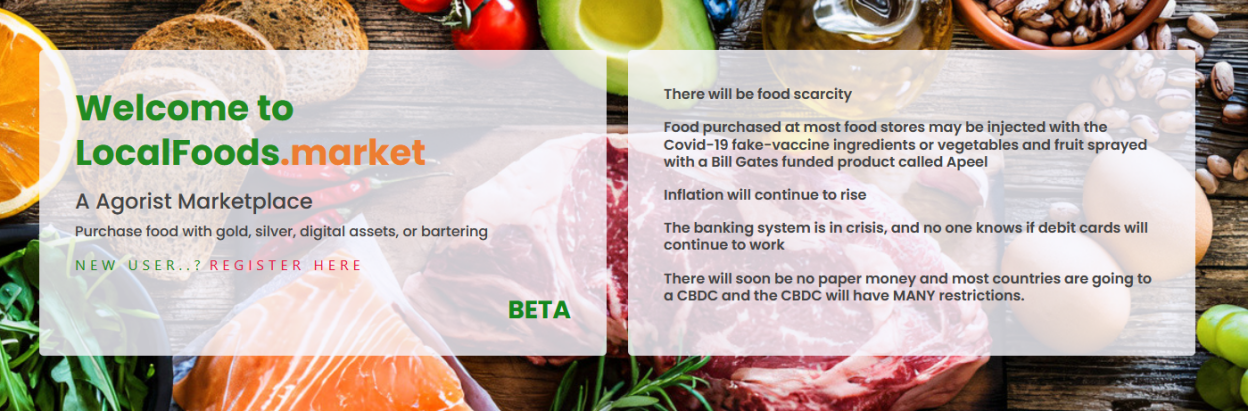 Welcome to
LocalFoods.market
A Agorist Marketplace
Purchase food with gold, silver, digital assets, or bartering
NEW USER..? REGISTER HERE
BETA
There will be food scarcity
Food purchased at most food stores may be injected with the
Covid-19 fake-vaccine ingredients or vegetables and fruit sprayed
with a Bill Gates funded product called Apeel
Inflation will continue to rise
The banking system is in crisis, and no one knows if debit cards will
continue to work
There will soon be no paper money and most countries are going to
a CBDC and the CBDC will have MANY restrictions.